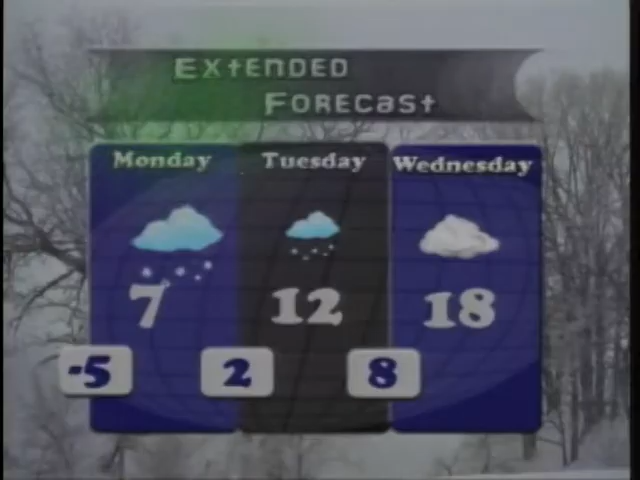 EXtENDED
FORECaSt
Monday Tuesday Wednesday
7 12 18
-5 2 8